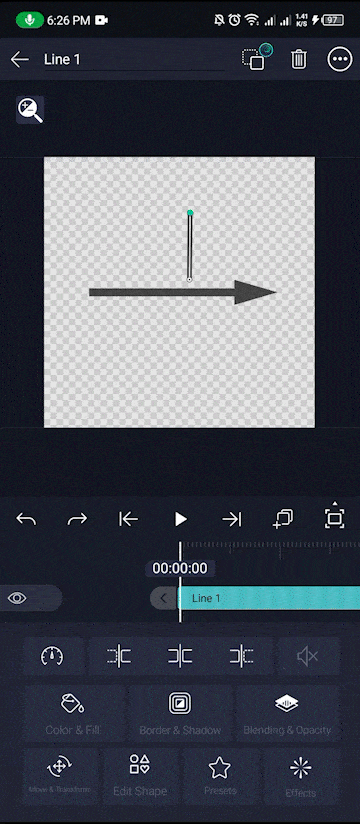 6:26 PM 1.41 K/S 97
Line 1
00:00:00
Line 1
Color & Fill Border & Shadow Blending & Opacity
Move & Transform Edit Shape Presets Effects